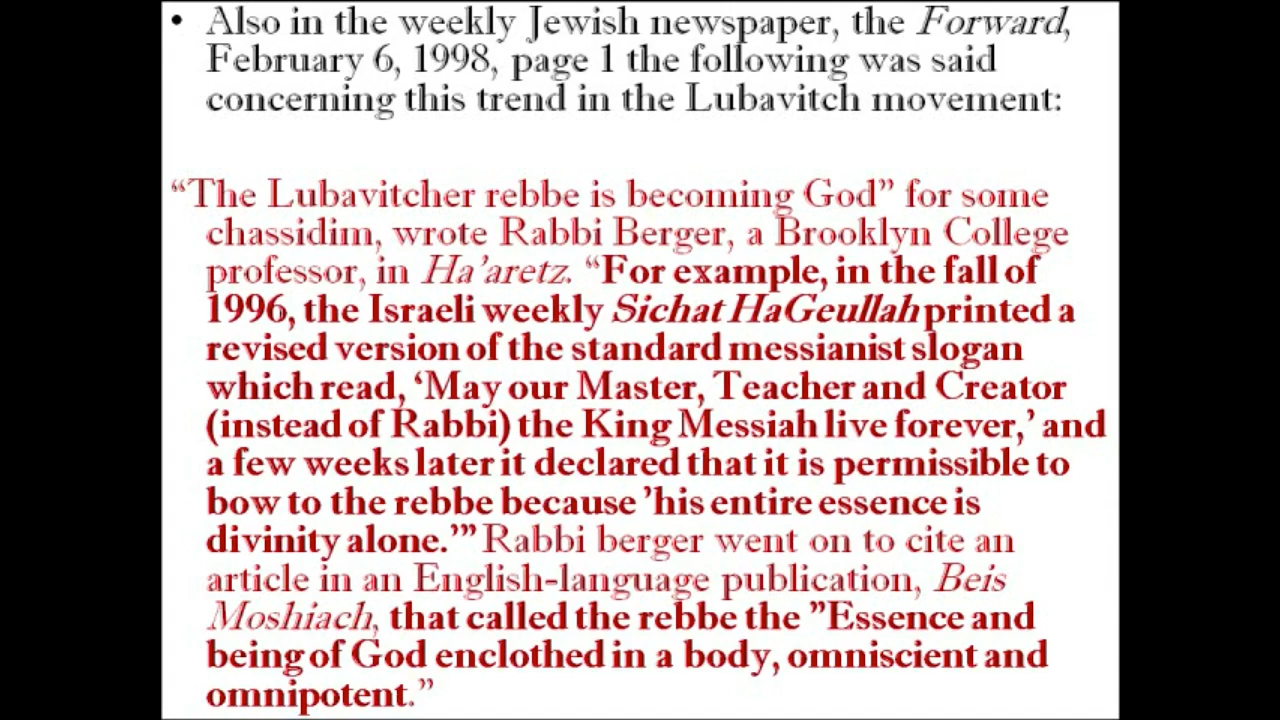 • Also in the weekly Jewish newspaper, the Forward,
February 6, 1998, page 1 the following was said
concerning this trend in the Lubavitch movement:
“The Lubavitcher rebbe is becoming God” for some
chassidim, wrote Rabbi Berger, a Brooklyn College
professor, in Ha’aretz. “For example, in the fall of
1996, the Israeli weekly Sichat HaGeullah printed a
revised version of the standard messianist slogan
which read, ‘May our Master, Teacher and Creator
(instead of Rabbi) the King Messiah live forever,’ and
a few weeks later it declared that it is permissible to
bow to the rebbe because ’his entire essence is
divinity alone.’” Rabbi berger went on to cite an
article in an English-language publication, Beis
Moshiach, that called the rebbe the ”Essence and
being of God enclothed in a body, omniscient and
omnipotent.”